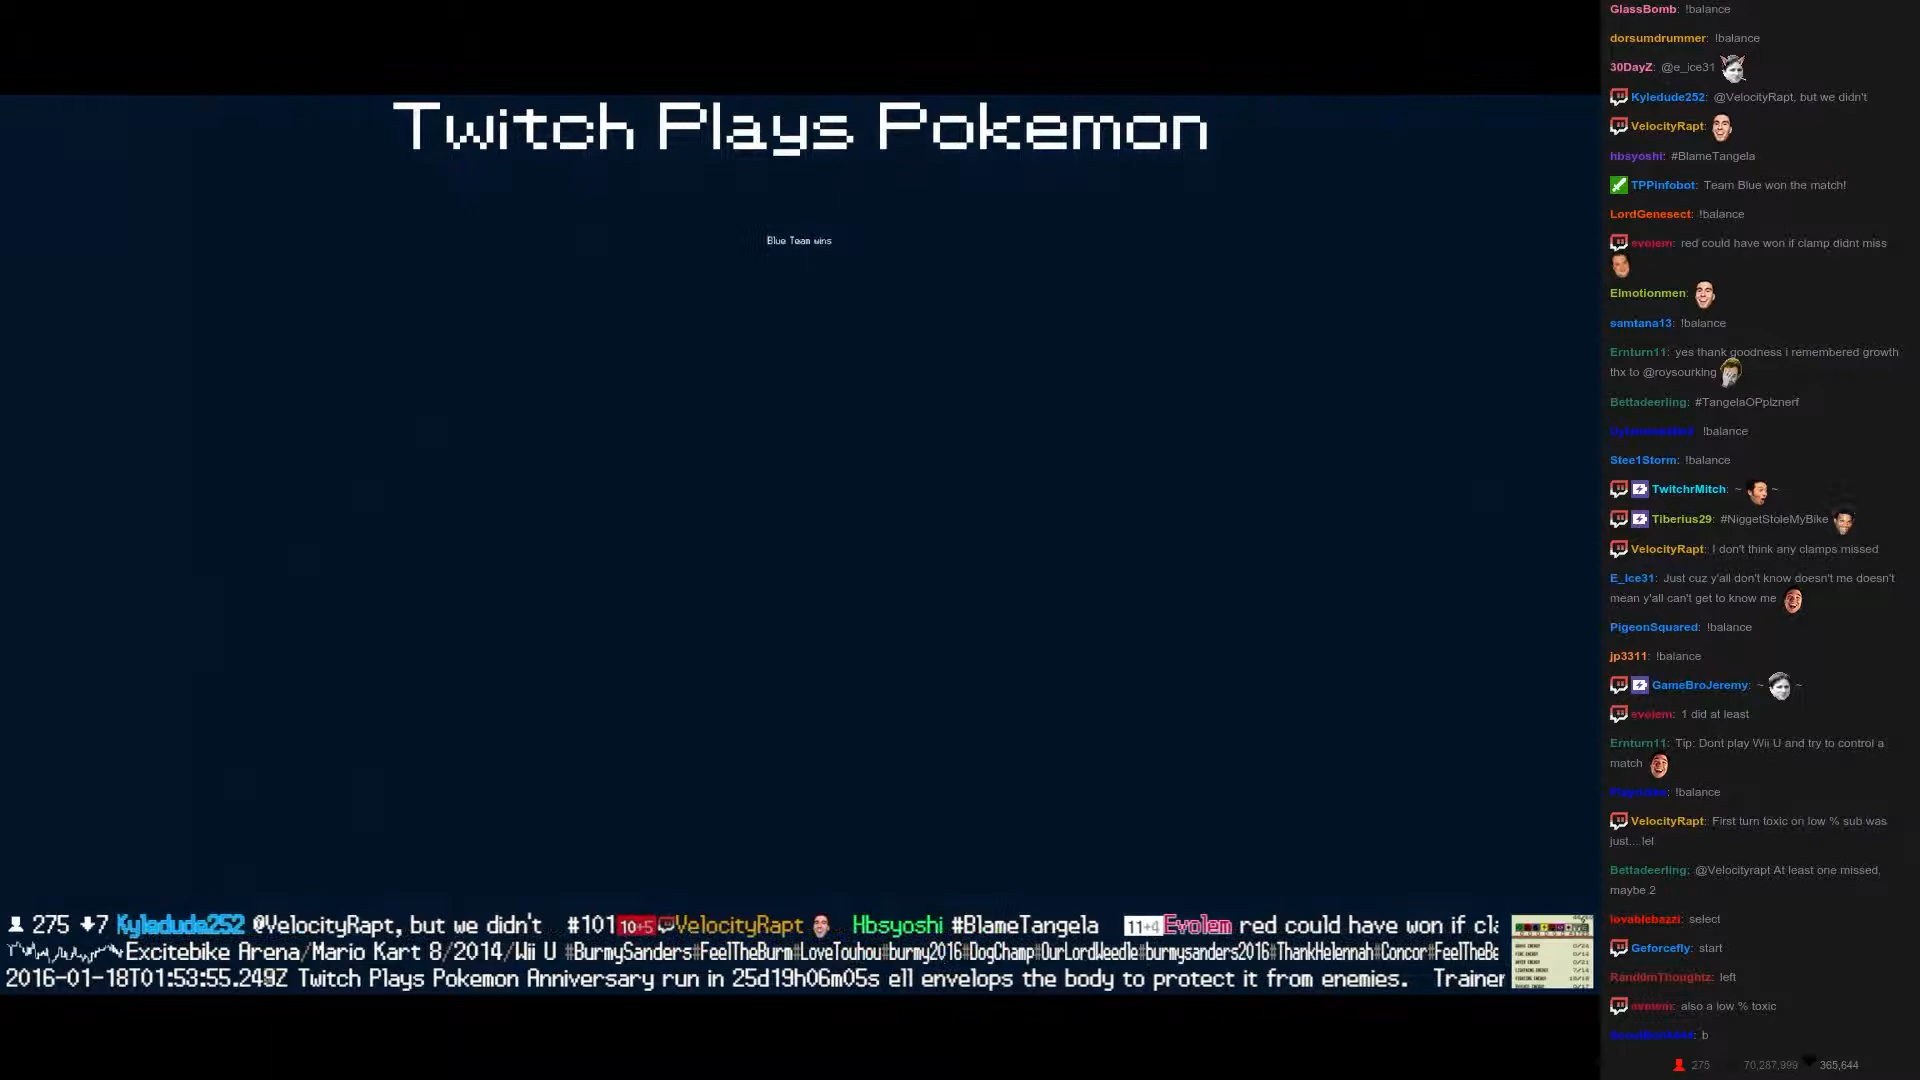 Twitch Plays Pokemon
Blue Team wins
275 7 Kyledude252 @VelocityRapt, but we didn't #101 10+5 VelocityRapt Hbsyoshi #BlameTangela 11+4 Evolem red could have won if cla
Excitebike Arena/Mario Kart 8/2014/Wii U #BurmySanders#FeelTheBurm#LoveTouhou#burmy2016#DogChamp#OurLordWeedle#burmysanders2016#ThankHelennah#Concor#FeelTheBe
2016-01-18T01:53:55.249Z Twitch Plays Pokemon Anniversary run in 25d19h06m05s ell envelops the body to protect it from enemies. Trainer
GlassBomb: !balance
dorsumdrummer: !balance
30DayZ: @e_ice31
Kyledude252: @VelocityRapt, but we didn't
VelocityRapt:
hbsyoshi: #BlameTangela
TPPinfobot: Team Blue won the match!
LordGenesect: !balance
evolem: red could have won if clamp didnt miss
Elmotionmen:
samtana13: !balance
Ernturn11: yes thank goodness i remembered growth
thx to @roysourking
Bettadeerling: #TangelaOPplznerf
!balance
Stee1Storm: !balance
TwitchrMitch: ~ ~
Tiberius29: #NiggetStoleMyBike
VelocityRapt: I don't think any clamps missed
E_Ice31: Just cuz y'all don't know doesn't me doesn't
mean y'all can't get to know me
PigeonSquared: !balance
jp3311: !balance
GameBroJeremy: ~ ~
evolem: 1 did at least
Ernturn11: Tip: Dont play Wii U and try to control a
match
!balance
VelocityRapt: First turn toxic on low % sub was
just... lel
Bettadeerling: @Velocityrapt At least one missed,
maybe 2
lovablebazzi: select
Geforcefly: start
Rand0mThoughtz: left
evolem: also a low % toxic
b
275 70,287,999 365,644